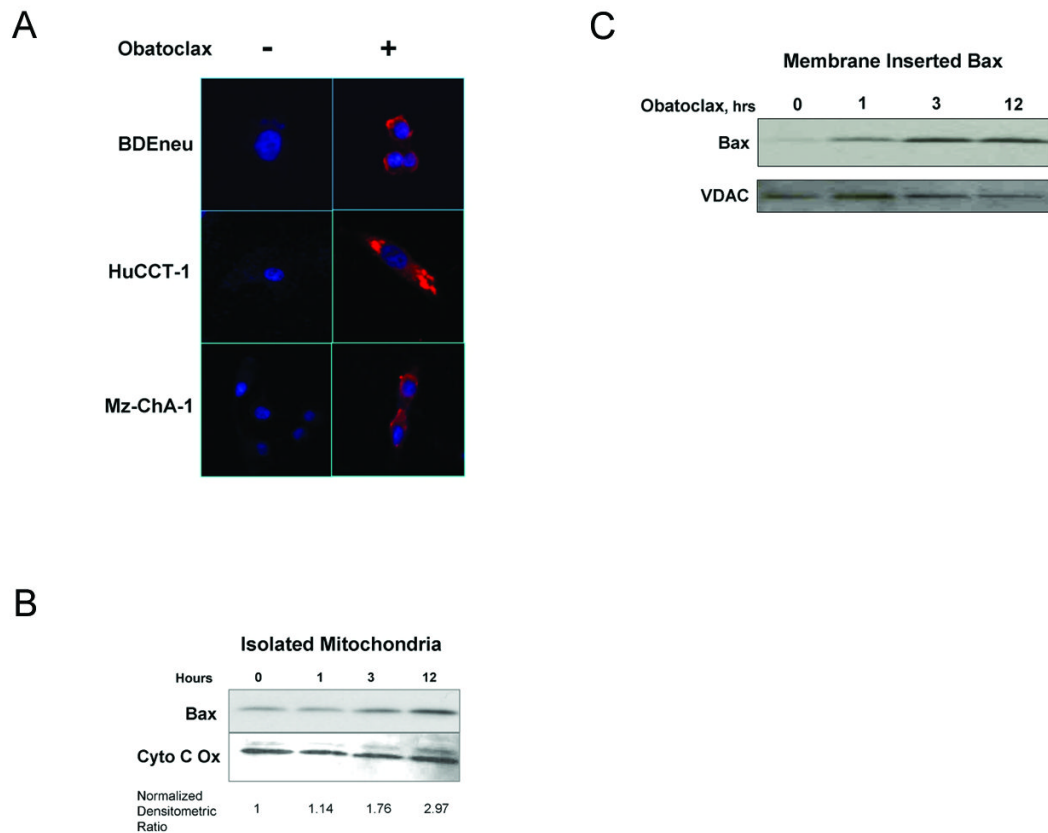 A
Obatoclax - +
BDEneu
HuCCT-1
Mz-ChA-1
B
Isolated Mitochondria
Hours 0 1 3 12
Bax
Cyto C Ox
Normalized
Densitometric
Ratio
1 1.14 1.76 2.97
C
Membrane Inserted Bax
Obatoclax, hrs 0 1 3 12
Bax
VDAC